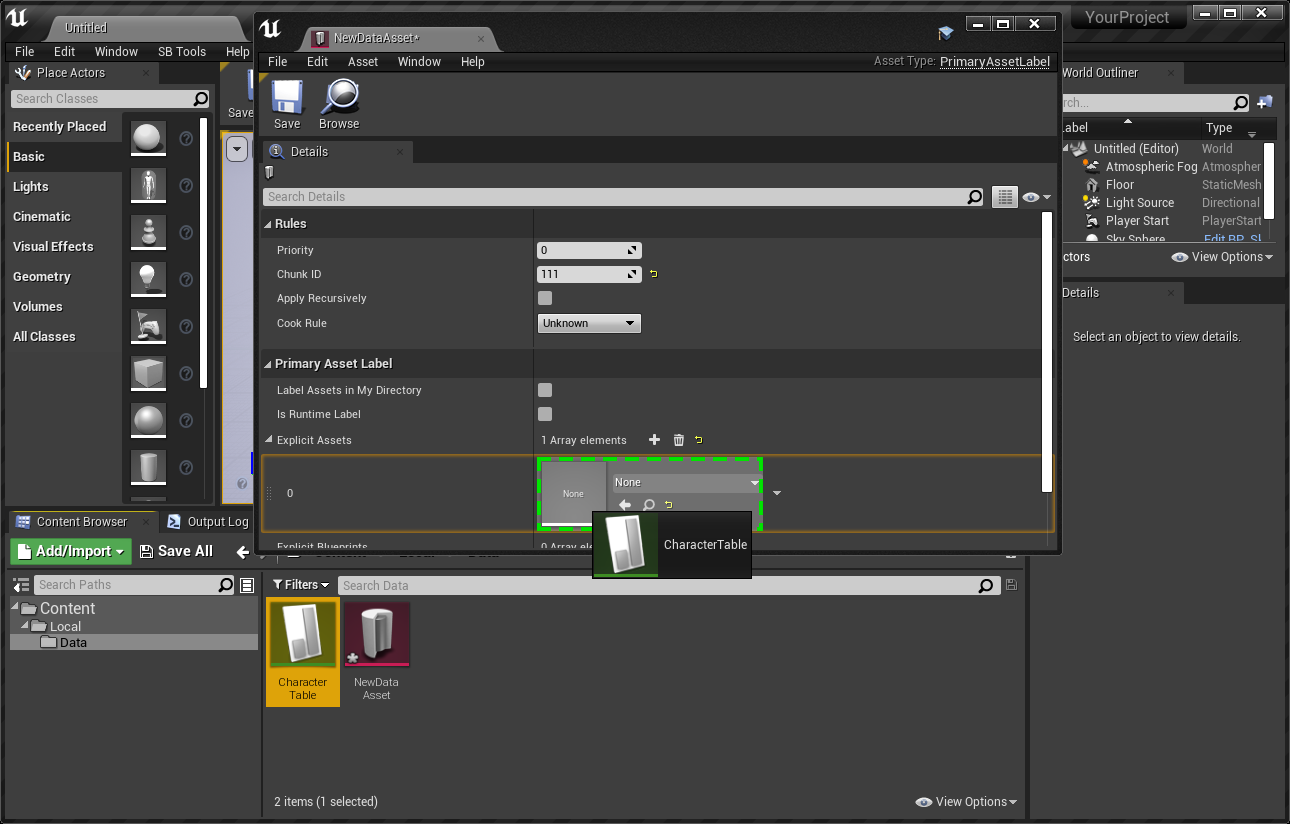 Untitled
File Edit Window SB Tools Help
Place Actors
Search Classes
Recently Placed
Basic
Lights
Cinematic
Visual Effects
Geometry
Volumes
All Classes
Save
NewDataAsset*
File Edit Asset Window Help
Asset Type: PrimaryAssetLabel
Save Browse
Details
Search Details
Rules
Priority 0
Chunk ID 111
Apply Recursively
Cook Rule Unknown
Primary Asset Label
Label Assets in My Directory
Is Runtime Label
Explicit Assets 1 Array elements
0 None None
CharacterTable
Explicit Blueprints 0 Array ele
YourProject
World Outliner
rch...
abel Type
Untitled (Editor) World
Atmospheric Fog Atmospher
Floor StaticMesh
Light Source Directional
Player Start PlayerStart
Sky Sphere Edit BP_Sl
ctors View Options
Details
Select an object to view details.
Content Browser Output Log
Add/Import Save All
Search Paths
Content
Local
Data
Filters Search Data
Character
Table
NewData
Asset
2 items (1 selected) View Options